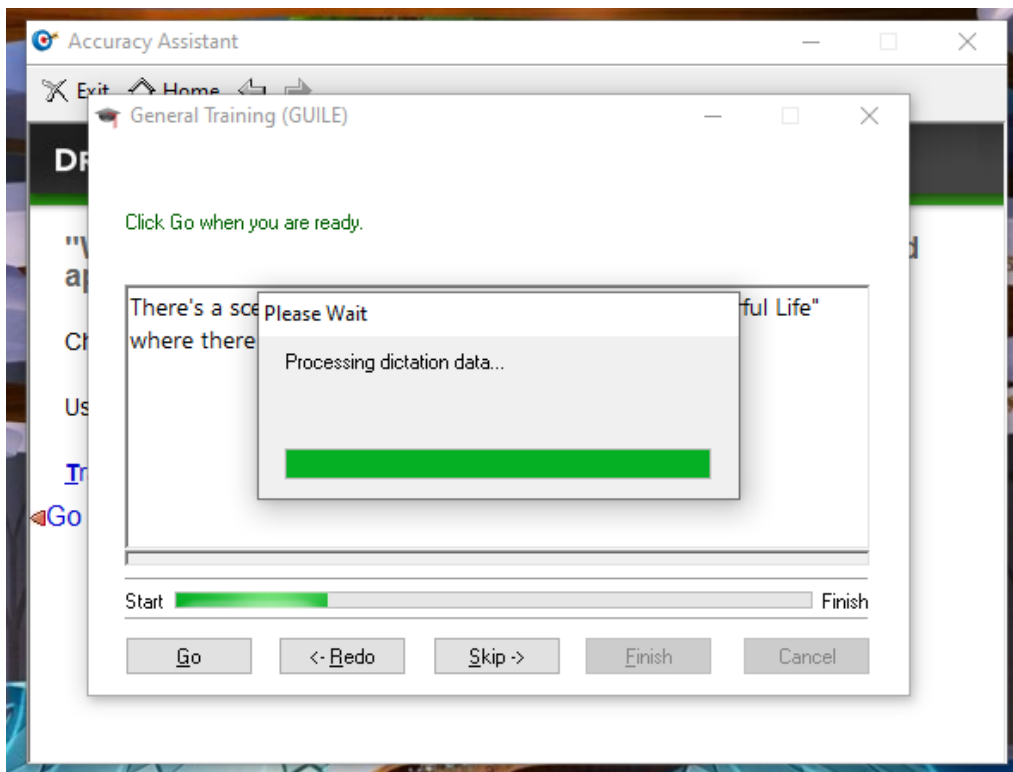 Accuracy Assistant
Exit Home
General Training (GUILE)
Click Go when you are ready.
There's a ful Life"
where there
Please Wait
Processing dictation data...
Us
Go
Start Finish
Go <- Redo Skip -> Finish Cancel